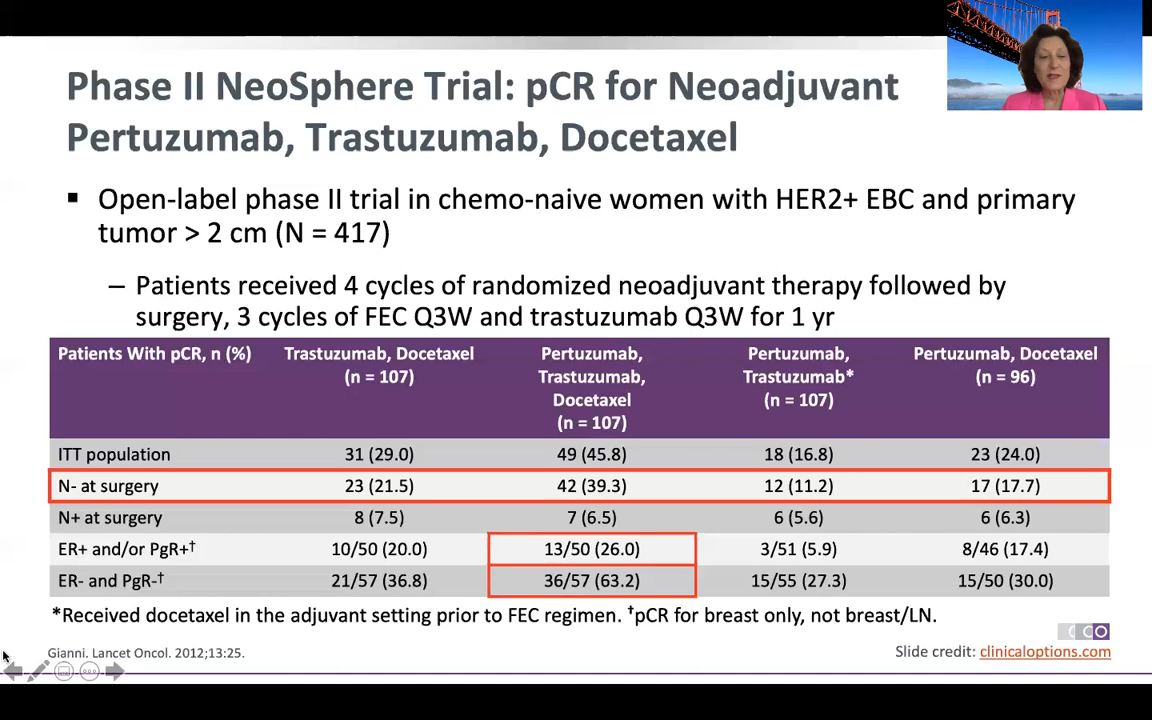 Phase II NeoSphere Trial: pCR for Neoadjuvant
Pertuzumab, Trastuzumab, Docetaxel
▪ Open-label phase II trial in chemo-naive women with HER2+ EBC and primary
tumor > 2 cm (N = 417)
– Patients received 4 cycles of randomized neoadjuvant therapy followed by
surgery, 3 cycles of FEC Q3W and trastuzumab Q3W for 1 yr
Patients With pCR, n (%) Trastuzumab, Docetaxel (n = 107) Pertuzumab, Trastuzumab, Docetaxel (n = 107) Pertuzumab, Trastuzumab* (n = 107) Pertuzumab, Docetaxel (n = 96)
ITT population 31 (29.0) 49 (45.8) 18 (16.8) 23 (24.0)
N- at surgery 23 (21.5) 42 (39.3) 12 (11.2) 17 (17.7)
N+ at surgery 8 (7.5) 7 (6.5) 6 (5.6) 6 (6.3)
ER+ and/or PgR+† 10/50 (20.0) 13/50 (26.0) 3/51 (5.9) 8/46 (17.4)
ER- and PgR-† 21/57 (36.8) 36/57 (63.2) 15/55 (27.3) 15/50 (30.0)
*Received docetaxel in the adjuvant setting prior to FEC regimen. †pCR for breast only, not breast/LN.
CCO
Gianni. Lancet Oncol. 2012;13:25.
Slide credit: clinicaloptions.com